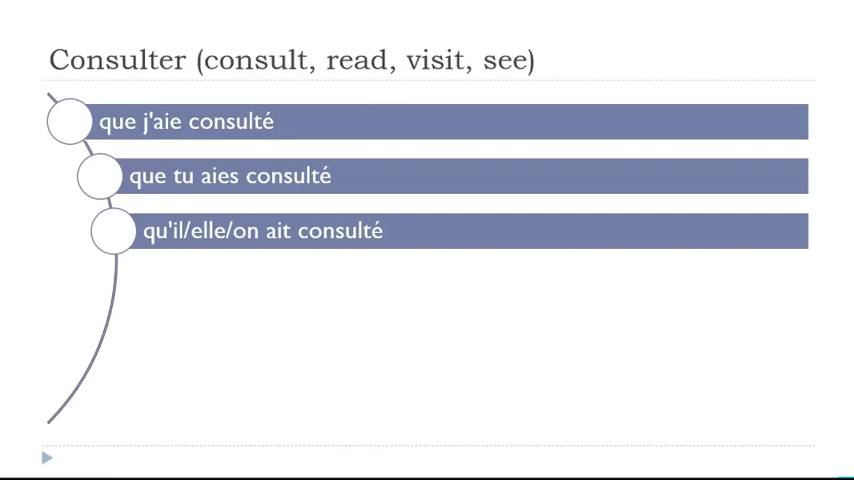 Consulter (consult, read, visit, see)
que j'aie consulté
que tu aies consulté
qu'il/elle/on ait consulté